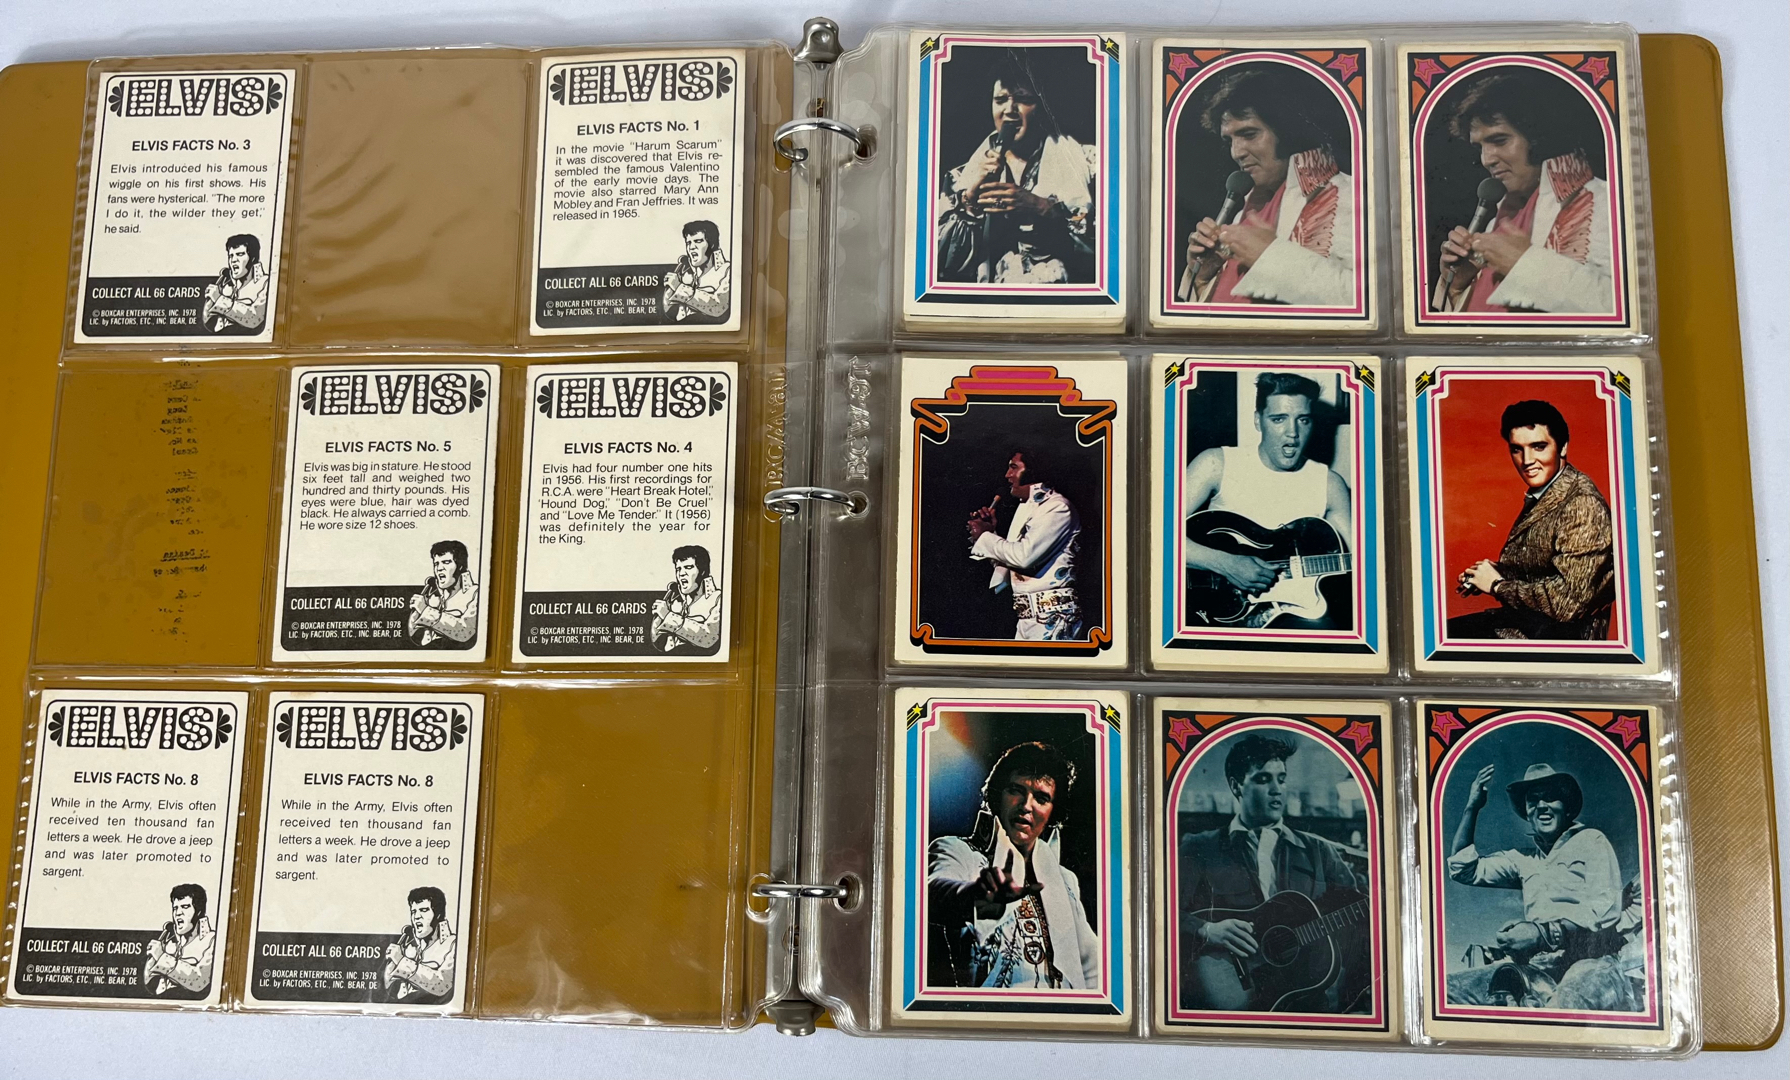 ELVIS
ELVIS FACTS No. 3
Elvis introduced his famous
wiggle on his first shows. His
fans were hysterical. "The more
I do it, the wilder they get,"
he said.
COLLECT ALL 66 CARDS
© BOXCAR ENTERPRISES, INC. 1978
LIC. by FACTORS, ETC., INC. BEAR, DE
ELVIS
ELVIS FACTS No. 1
In the movie "Harum Scarum"
it was discovered that Elvis re-
sembled the famous Valentino
of the early movie days. The
movie also starred Mary Ann
Mobley and Fran Jeffries. It was
released in 1965.
COLLECT ALL 66 CARDS
© BOXCAR ENTERPRISES, INC. 1978
LIC. by FACTORS, ETC., INC. BEAR, DE
ELVIS
ELVIS FACTS No. 5
Elvis was big in stature. He stood
six feet tall and weighed two
hundred and thirty pounds. His
eyes were blue, hair was dyed
black. He always carried a comb.
He wore size 12 shoes.
COLLECT ALL 66 CARDS
© BOXCAR ENTERPRISES, INC. 1978
LIC. by FACTORS, ETC., INC. BEAR, DE
ELVIS
ELVIS FACTS No. 4
Elvis had four number one hits
in 1956. His first recordings for
R.C.A. were "Heart Break Hotel,"
'Hound Dog," "Don't Be Cruel"
and "Love Me Tender." It (1956)
was definitely the year for
the King.
COLLECT ALL 66 CARDS
© BOXCAR ENTERPRISES, INC. 1978
LIC. by FACTORS, ETC., INC. BEAR, DE
ELVIS
ELVIS FACTS No. 8
While in the Army, Elvis often
received ten thousand fan
letters a week. He drove a jeep
and was later promoted to
sargent.
COLLECT ALL 66 CARDS
© BOXCAR ENTERPRISES, INC. 1978
LIC. by FACTORS, ETC., INC. BEAR, DE
ELVIS
ELVIS FACTS No. 8
While in the Army, Elvis often
received ten thousand fan
letters a week. He drove a jeep
and was later promoted to
sargent.
COLLECT ALL 66 CARDS
© BOXCAR ENTERPRISES, INC. 1978
LIC. by FACTORS, ETC., INC. BEAR, DE